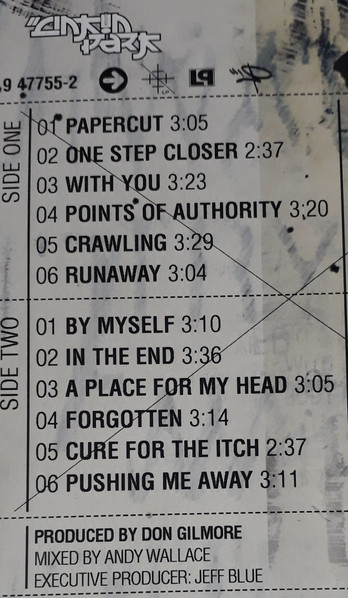 LINKIN
PARK
9 47755-2
LP
SIDE ONE
01 PAPERCUT 3:05
02 ONE STEP CLOSER 2:37
03 WITH YOU 3:23
04 POINTS OF AUTHORITY 3:20
05 CRAWLING 3:29
06 RUNAWAY 3:04
SIDE TWO
01 BY MYSELF 3:10
02 IN THE END 3:36
03 A PLACE FOR MY HEAD 3:05
04 FORGOTTEN 3:14
05 CURE FOR THE ITCH 2:37
06 PUSHING ME AWAY 3:11
PRODUCED BY DON GILMORE
MIXED BY ANDY WALLACE
EXECUTIVE PRODUCER: JEFF BLUE